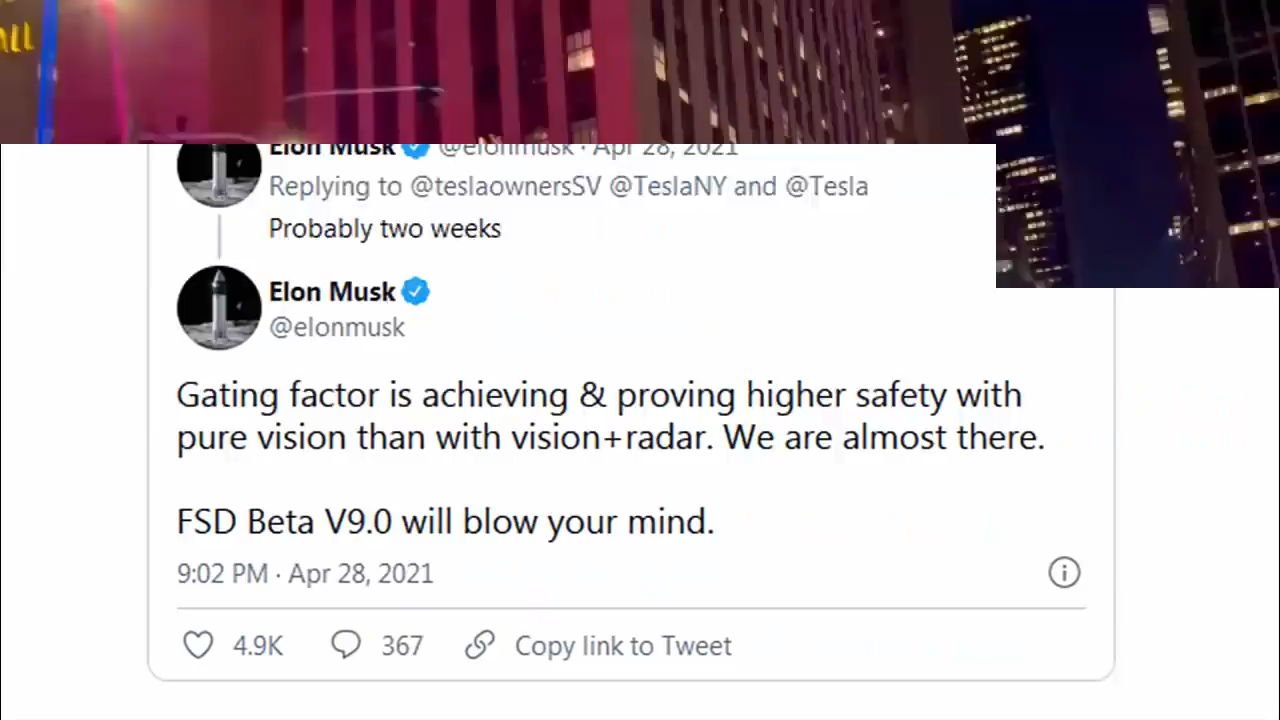 ALL
Elon Musk @elonmusk · Apr 28, 2021
Replying to @teslaownersSV @TeslaNY and @Tesla
Probably two weeks
Elon Musk
@elonmusk
Gating factor is achieving & proving higher safety with
pure vision than with vision+radar. We are almost there.
FSD Beta V9.0 will blow your mind.
9:02 PM · Apr 28, 2021
4.9K 367 Copy link to Tweet